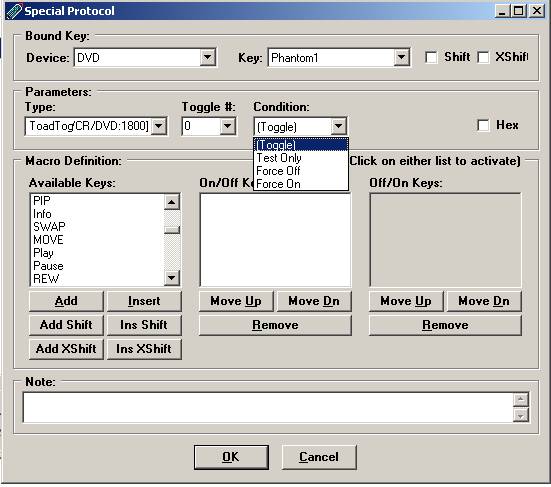 Special Protocol
Bound Key:
Device: DVD Key: Phantom1 Shift XShift
Parameters:
Type: Toggle #: Condition:
ToadTog(CR/DVD:1800) 0 (Toggle) Hex
(Toggle)
Test Only
Force Off
Force On
Macro Definition: Click on either list to activate)
Available Keys: On/Off Ke Off/On Keys:
PIP
Info
SWAP
MOVE
Play
Pause
REW
Add Insert Move Up Move Dn Move Up Move Dn
Add Shift Ins Shift Remove Remove
Add XShift Ins XShift
Note:
OK Cancel